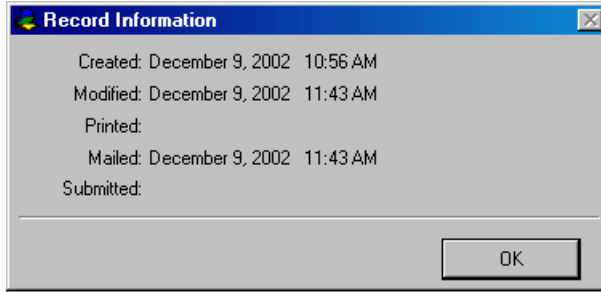 Record Information
Created: December 9, 2002 10:56 AM
Modified: December 9, 2002 11:43 AM
Printed:
Mailed: December 9, 2002 11:43 AM
Submitted:
OK